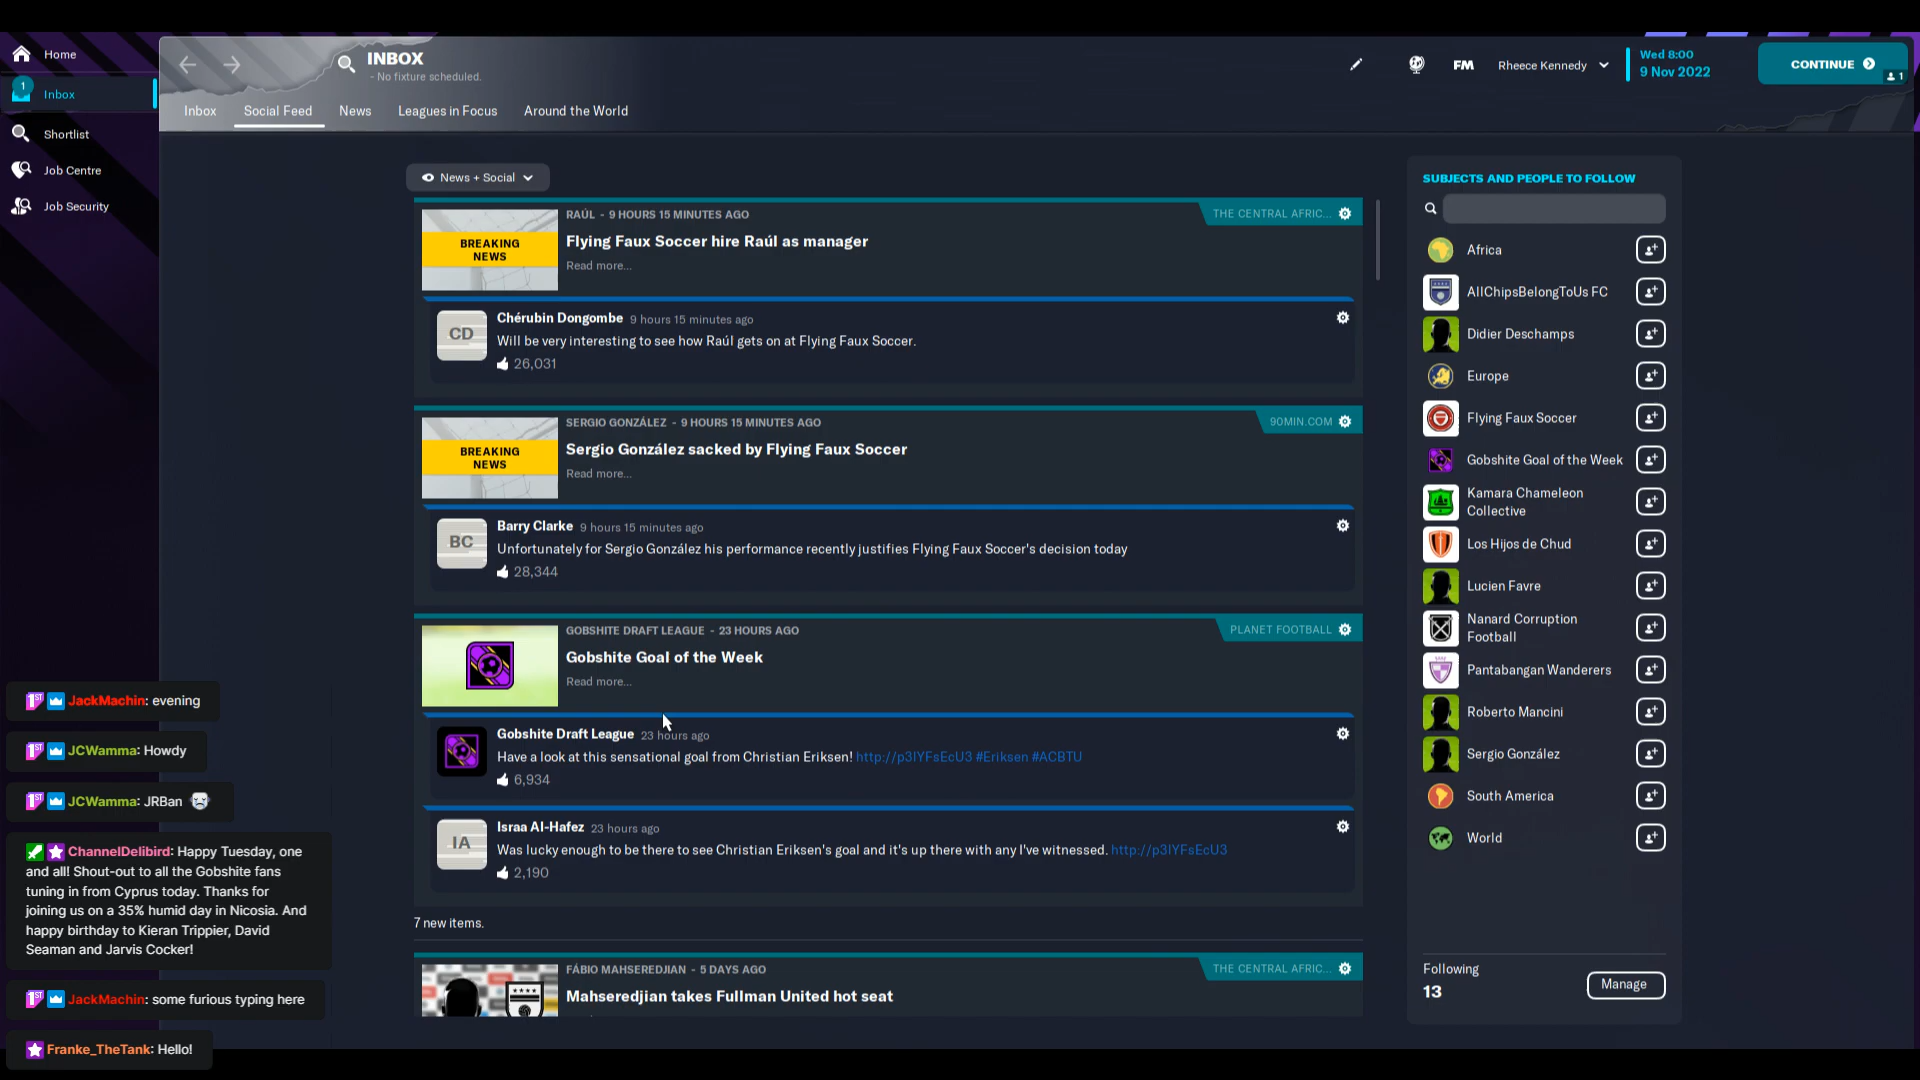 Home
1
Inbox
Shortlist
Job Centre
Job Security
INBOX
- No fixture scheduled.
FM
Rheece Kennedy
Wed 8:00
9 Nov 2022
CONTINUE
1
Inbox
Social Feed
News
Leagues in Focus
Around the World
News + Social
RAÚL - 9 HOURS 15 MINUTES AGO
THE CENTRAL AFRIC...
BREAKING
NEWS
Flying Faux Soccer hire Raúl as manager
Read more...
CD
Chérubin Dongombe 9 hours 15 minutes ago
Will be very interesting to see how Raúl gets on at Flying Faux Soccer.
26,031
SERGIO GONZÁLEZ - 9 HOURS 15 MINUTES AGO
90MIN.COM
BREAKING
NEWS
Sergio González sacked by Flying Faux Soccer
Read more...
BC
Barry Clarke 9 hours 15 minutes ago
Unfortunately for Sergio González his performance recently justifies Flying Faux Soccer's decision today
28,344
GOBSHITE DRAFT LEAGUE - 23 HOURS AGO
PLANET FOOTBALL
Gobshite Goal of the Week
Read more...
Gobshite Draft League 23 hours ago
Have a look at this sensational goal from Christian Eriksen! http://p3IYFsEcU3 #Eriksen #ACBTU
6,934
IA
Israa Al-Hafez 23 hours ago
Was lucky enough to be there to see Christian Eriksen's goal and it's up there with any I've witnessed. http://p3IYFsEcU3
2,190
7 new items.
FÁBIO MAHSEREDJIAN - 5 DAYS AGO
THE CENTRAL AFRIC...
Mahseredjian takes Fullman United hot seat
SUBJECTS AND PEOPLE TO FOLLOW
Africa
AllChipsBelongToUs FC
Didier Deschamps
Europe
Flying Faux Soccer
Gobshite Goal of the Week
Kamara Chameleon
Collective
Los Hijos de Chud
Lucien Favre
Nanard Corruption
Football
Pantabangan Wanderers
Roberto Mancini
Sergio González
South America
World
Following
13
Manage
1ST JackMachin: evening
1ST JCWamma: Howdy
1ST JCWamma: JRBan
ChannelDelibird: Happy Tuesday, one
and all! Shout-out to all the Gobshite fans
tuning in from Cyprus today. Thanks for
joining us on a 35% humid day in Nicosia. And
happy birthday to Kieran Trippier, David
Seaman and Jarvis Cocker!
1ST JackMachin: some furious typing here
Franke_TheTank: Hello!